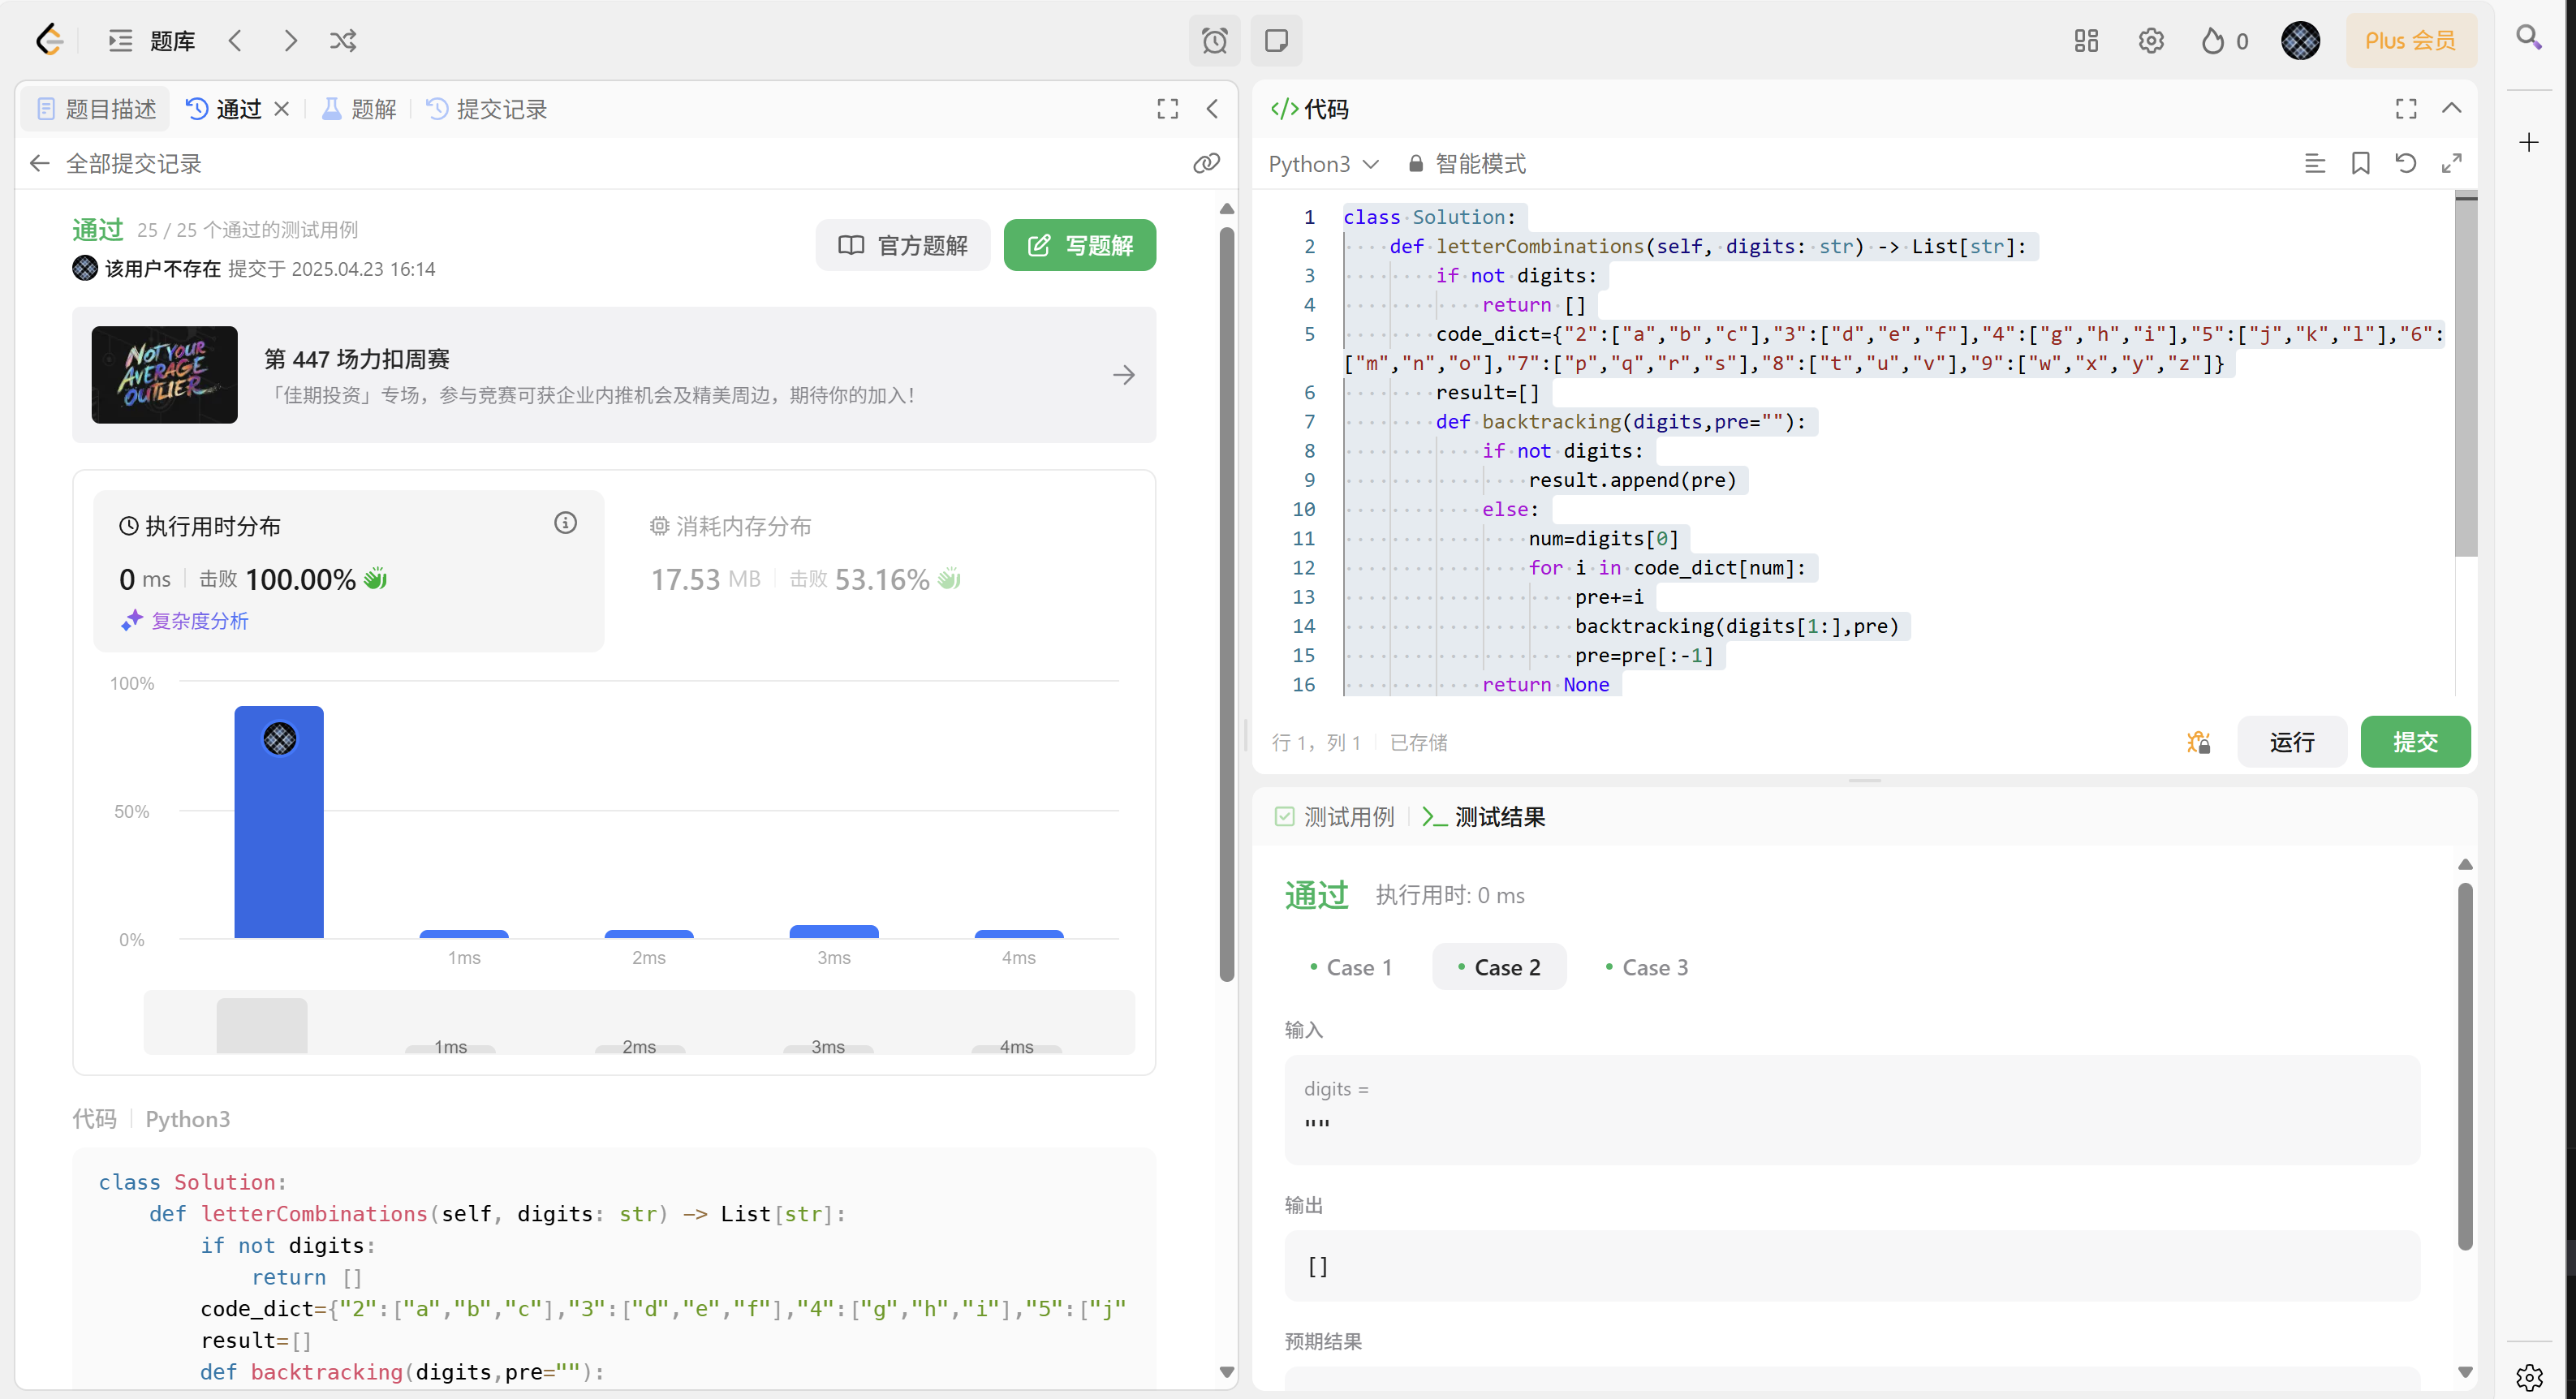 题库
0
Plus 会员
题目描述
通过
题解
提交记录
全部提交记录
通过 25 / 25 个通过的测试用例
该用户不存在 提交于 2025.04.23 16:14
官方题解
写题解
NOT YOUR
AVERAGE
OUTLIER
第 447 场力扣周赛
「佳期投资」专场，参与竞赛可获企业内推机会及精美周边，期待你的加入！
执行用时分布
0 ms 击败 100.00%
复杂度分析
消耗内存分布
17.53 MB 击败 53.16%
100%
50%
0%
1ms 2ms 3ms 4ms
1ms 2ms 3ms 4ms
代码 Python3
class Solution:
    def letterCombinations(self, digits: str) -> List[str]:
        if not digits:
            return []
        code_dict={"2":["a","b","c"],"3":["d","e","f"],"4":["g","h","i"],"5":["j"
        result=[]
        def backtracking(digits,pre=""):
</> 代码
Python3 智能模式
1 class Solution:
2     def letterCombinations(self, digits: str) -> List[str]:
3         if not digits:
4             return []
5         code_dict={"2":["a","b","c"],"3":["d","e","f"],"4":["g","h","i"],"5":["j","k","l"],"6":
["m","n","o"],"7":["p","q","r","s"],"8":["t","u","v"],"9":["w","x","y","z"]}
6         result=[]
7         def backtracking(digits,pre=""):
8             if not digits:
9                 result.append(pre)
10             else:
11                 num=digits[0]
12                 for i in code_dict[num]:
13                     pre+=i
14                     backtracking(digits[1:],pre)
15                     pre=pre[:-1]
16             return None
行 1，列 1 已存储
运行
提交
测试用例
测试结果
通过 执行用时: 0 ms
Case 1
Case 2
Case 3
输入
digits =
""
输出
[]
预期结果